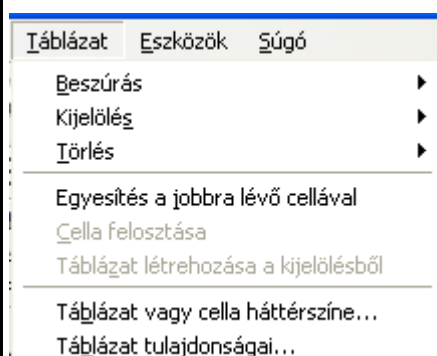 Táblázat Eszközök Súgó
Beszúrás
Kijelölés
Törlés
Egyesítés a jobbra lévő cellával
Cella felosztása
Táblázat létrehozása a kijelölésből
Táblázat vagy cella háttérszíne...
Táblázat tulajdonságai...